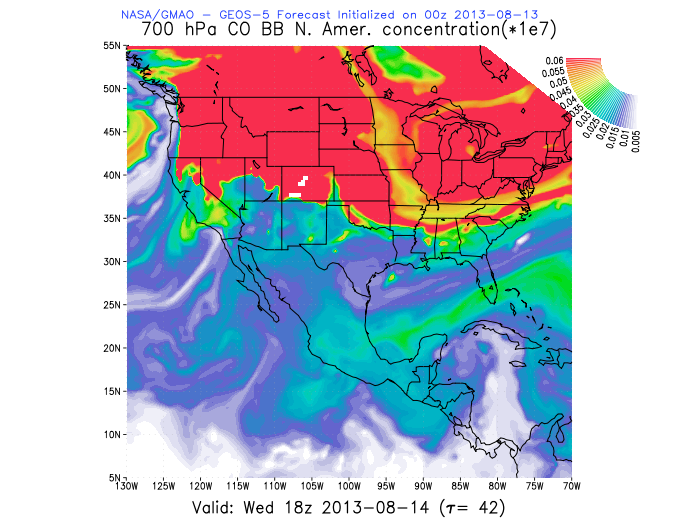 NASA/GMAO - GEOS-5 Forecast Initialized on 00z 2013-08-13
700 hPa CO BB N. Amer. concentration(*1e7)
55N
50N
45N
40N
35N
30N
25N
20N
15N
10N
5N
0.06
0.055
0.05
0.045
0.04
0.035
0.03
0.025
0.02
0.015
0.01
0.005
130W 125W 120W 115W 110W 105W 100W 95W 90W 85W 80W 75W 70W
Valid: Wed 18z 2013-08-14 (τ= 42)